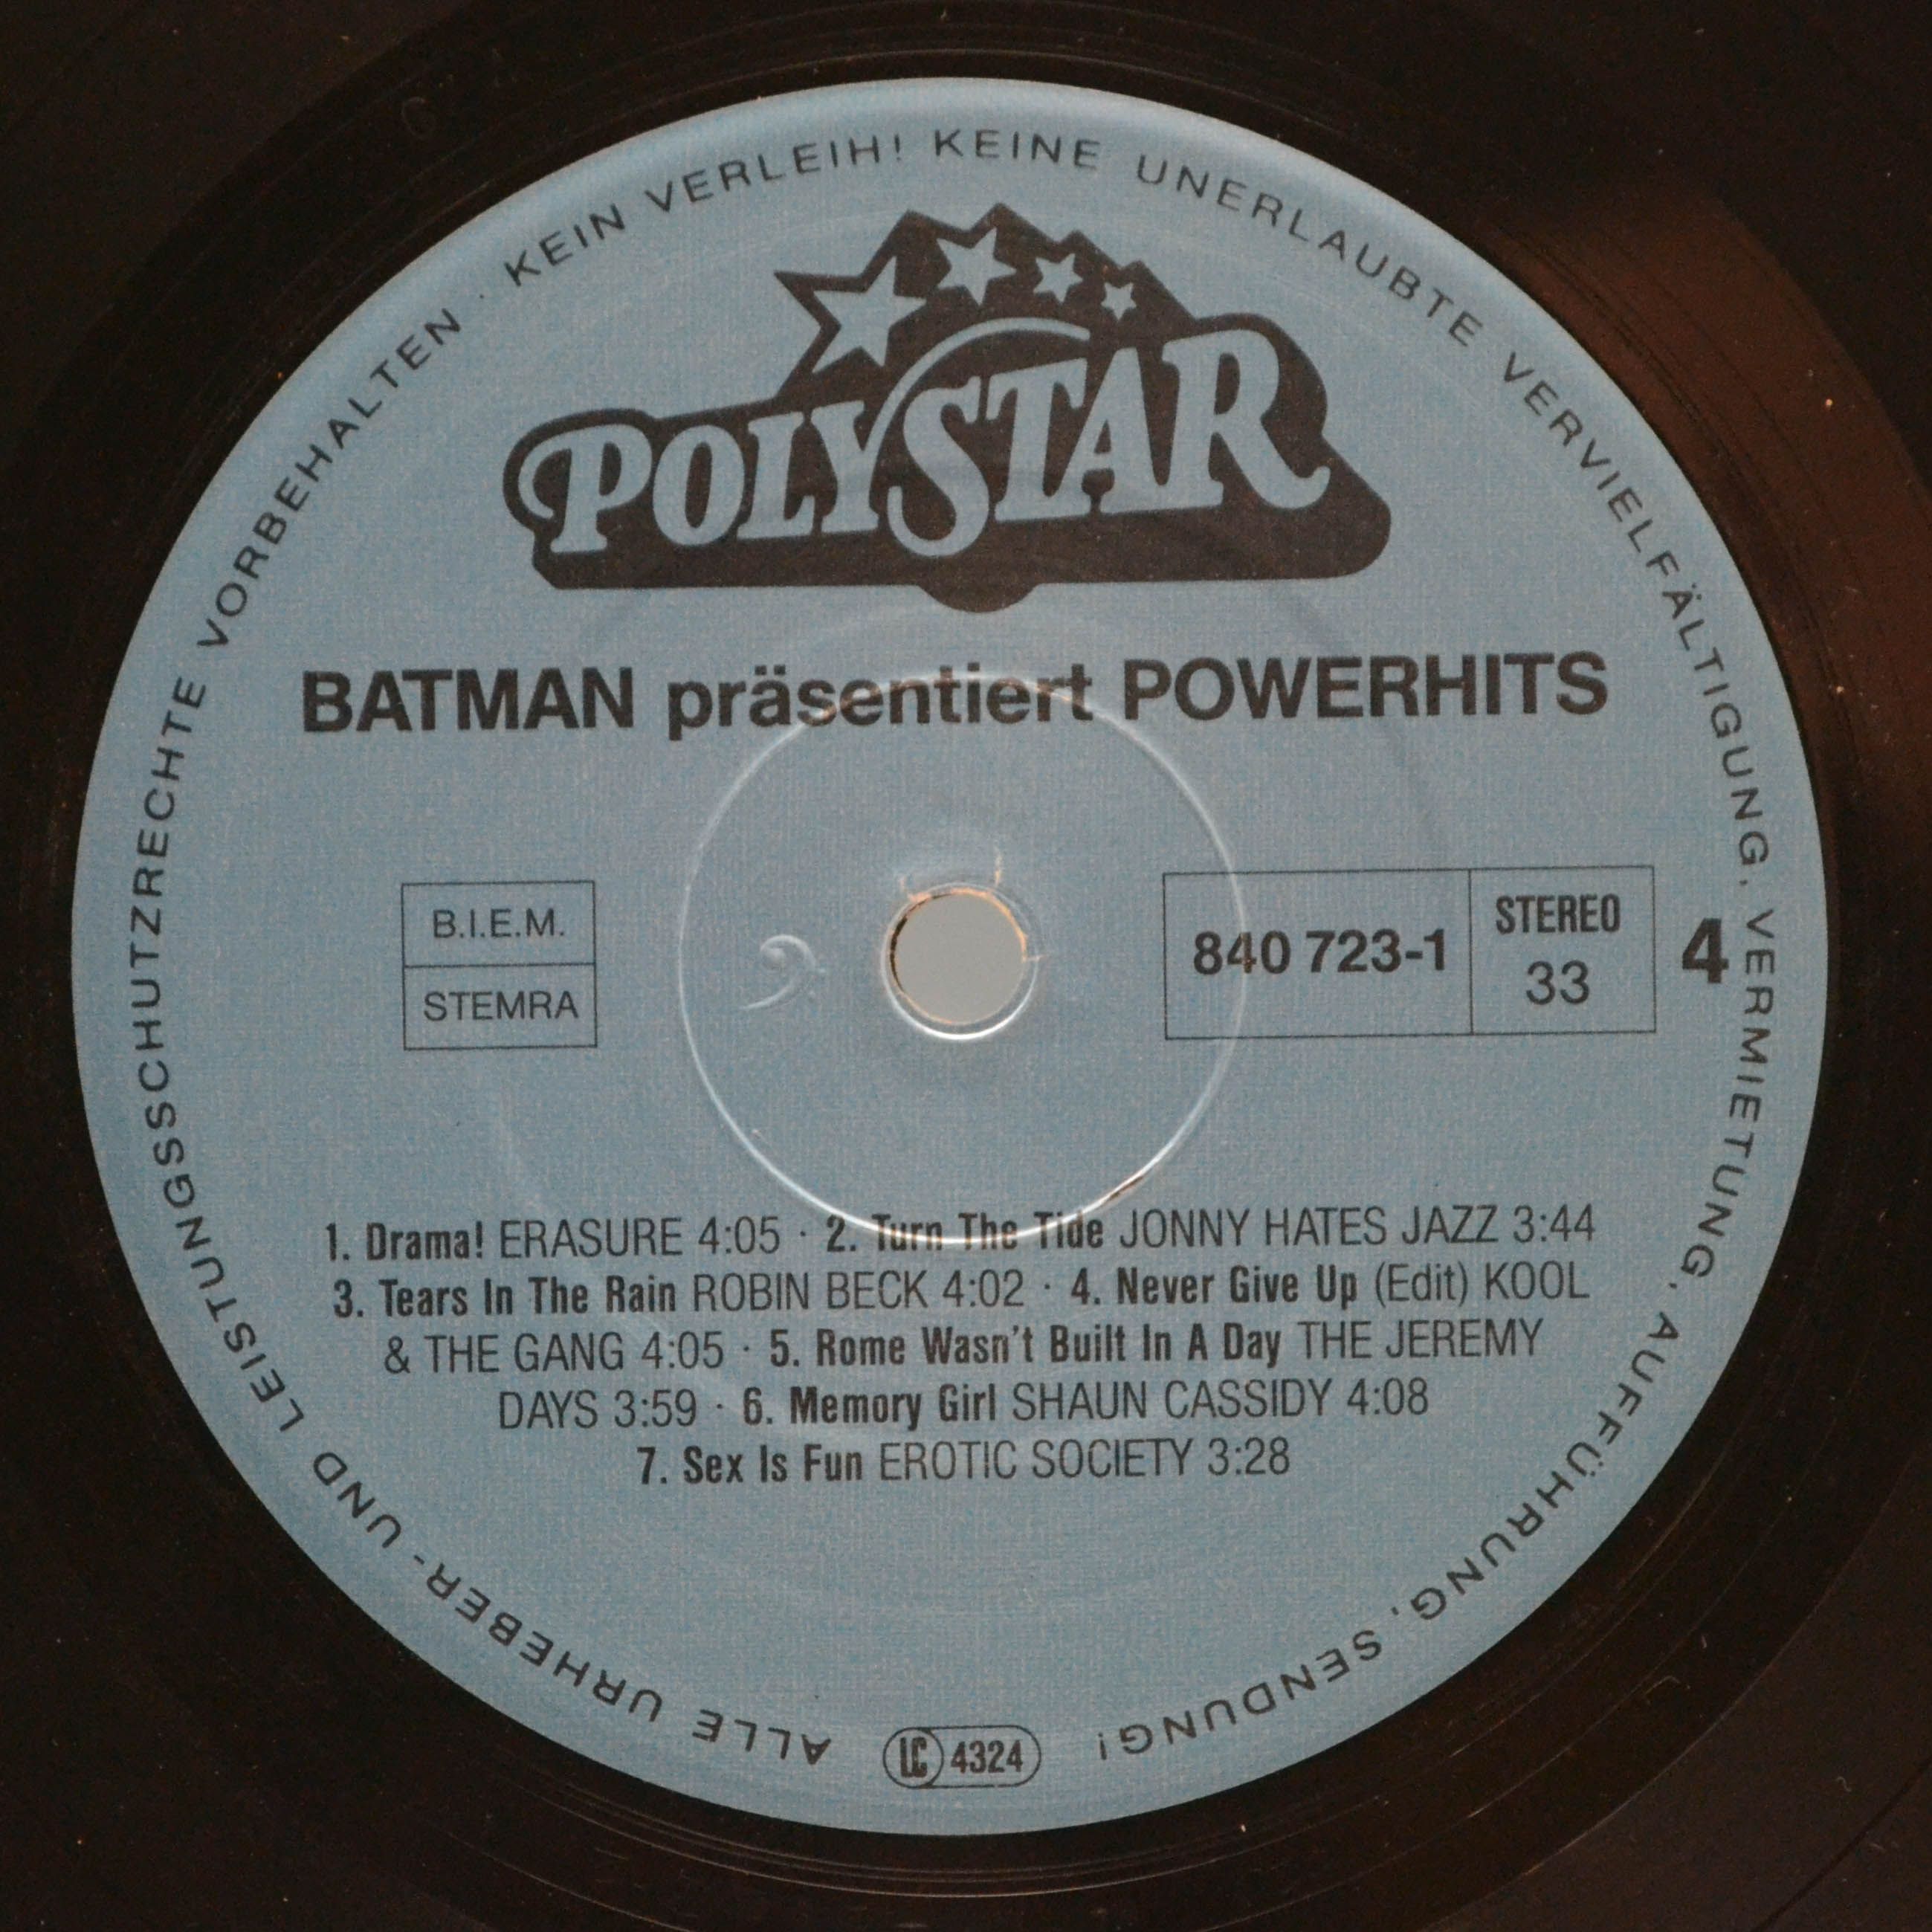 ALLE URHEBER- UND LEISTUNGSSCHUTZRECHTE VORBEHALTEN · KEIN VERLEIH! KEINE UNERLAUBTE VERVIELFÄLTIGUNG, VERMIETUNG, AUFFÜHRUNG, SENDUNG!
POLYSTAR
BATMAN präsentiert POWERHITS
B.I.E.M.
STEMRA
840 723-1
STEREO
33
4
1. Drama! ERASURE 4:05 · 2. Turn The Tide JONNY HATES JAZZ 3:44
3. Tears In The Rain ROBIN BECK 4:02 · 4. Never Give Up (Edit) KOOL
& THE GANG 4:05 · 5. Rome Wasn't Built In A Day THE JEREMY
DAYS 3:59 · 6. Memory Girl SHAUN CASSIDY 4:08
7. Sex Is Fun EROTIC SOCIETY 3:28
LC 4324